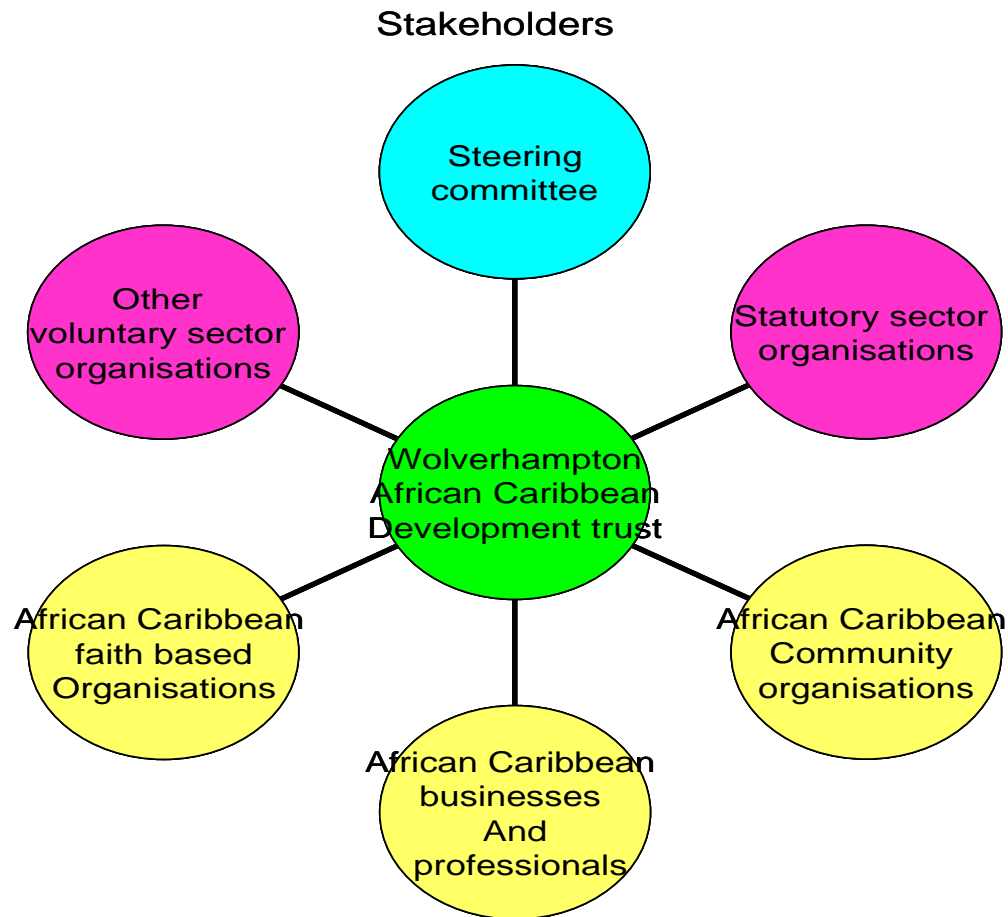 Stakeholders
Steering
committee
Other
voluntary sector
organisations
Statutory sector
organisations
Wolverhampton
African Caribbean
Development trust
African Caribbean
faith based
Organisations
African Caribbean
Community
organisations
African Caribbean
businesses
And
professionals